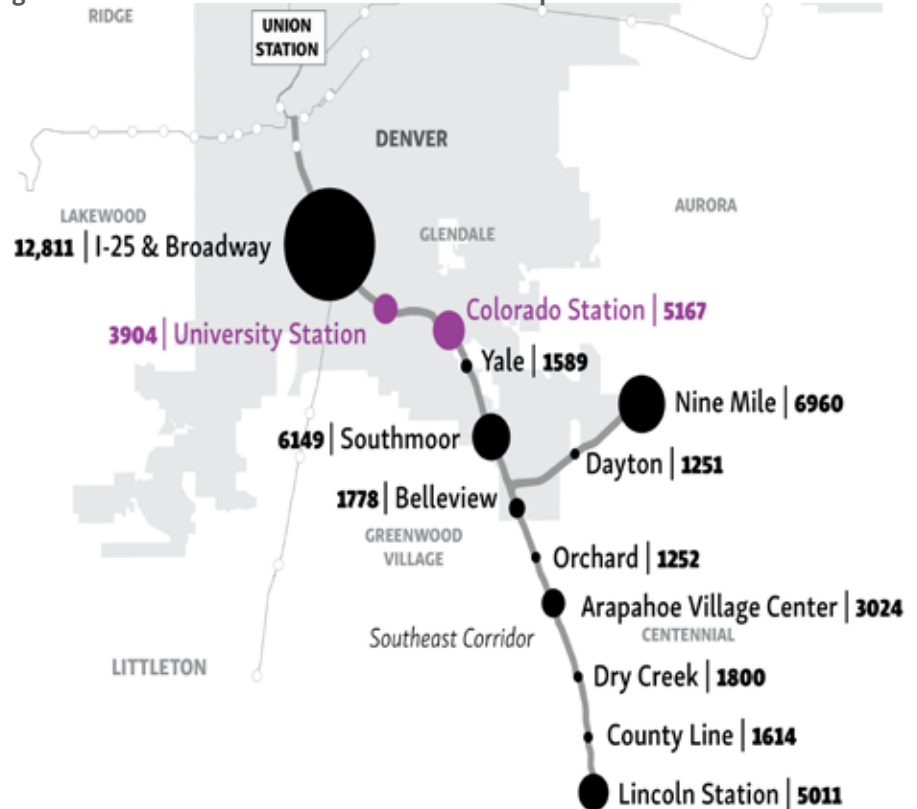 RIDGE
UNION
STATION
DENVER
AURORA
LAKEWOOD
GLENDALE
12,811 | I-25 & Broadway
Colorado Station | 5167
3904 | University Station
Yale | 1589
Nine Mile | 6960
6149 | Southmoor
Dayton | 1251
1778 | Belleview
GREENWOOD
VILLAGE
Orchard | 1252
Arapahoe Village Center | 3024
CENTENNIAL
Southeast Corridor
LITTLETON
Dry Creek | 1800
County Line | 1614
Lincoln Station | 5011